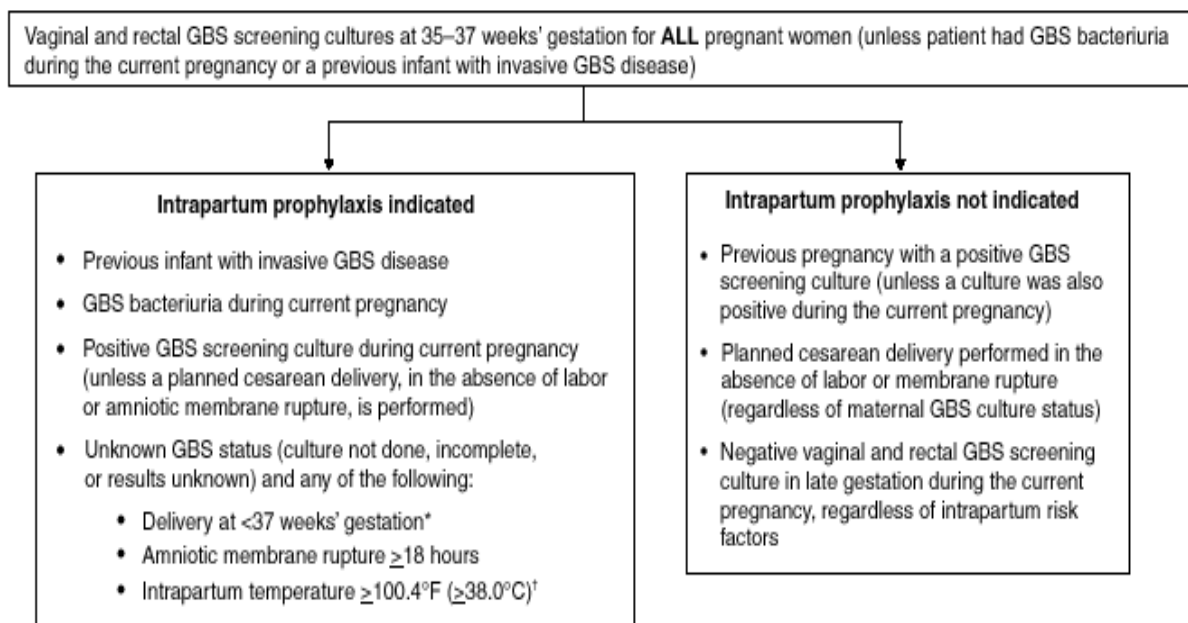 Vaginal and rectal GBS screening cultures at 35–37 weeks' gestation for ALL pregnant women (unless patient had GBS bacteriuria
during the current pregnancy or a previous infant with invasive GBS disease)
Intrapartum prophylaxis indicated
• Previous infant with invasive GBS disease
• GBS bacteriuria during current pregnancy
• Positive GBS screening culture during current pregnancy
(unless a planned cesarean delivery, in the absence of labor
or amniotic membrane rupture, is performed)
• Unknown GBS status (culture not done, incomplete,
or results unknown) and any of the following:
• Delivery at <37 weeks' gestation*
• Amniotic membrane rupture ≥18 hours
• Intrapartum temperature ≥100.4°F (≥38.0°C)†
Intrapartum prophylaxis not indicated
• Previous pregnancy with a positive GBS
screening culture (unless a culture was also
positive during the current pregnancy)
• Planned cesarean delivery performed in the
absence of labor or membrane rupture
(regardless of maternal GBS culture status)
• Negative vaginal and rectal GBS screening
culture in late gestation during the current
pregnancy, regardless of intrapartum risk
factors